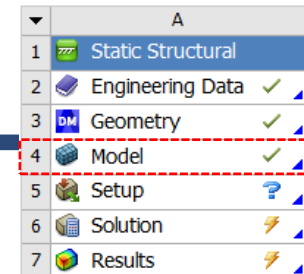 A
1 Static Structural
2 Engineering Data
3 DM Geometry
4 Model
5 Setup ?
6 Solution
7 Results